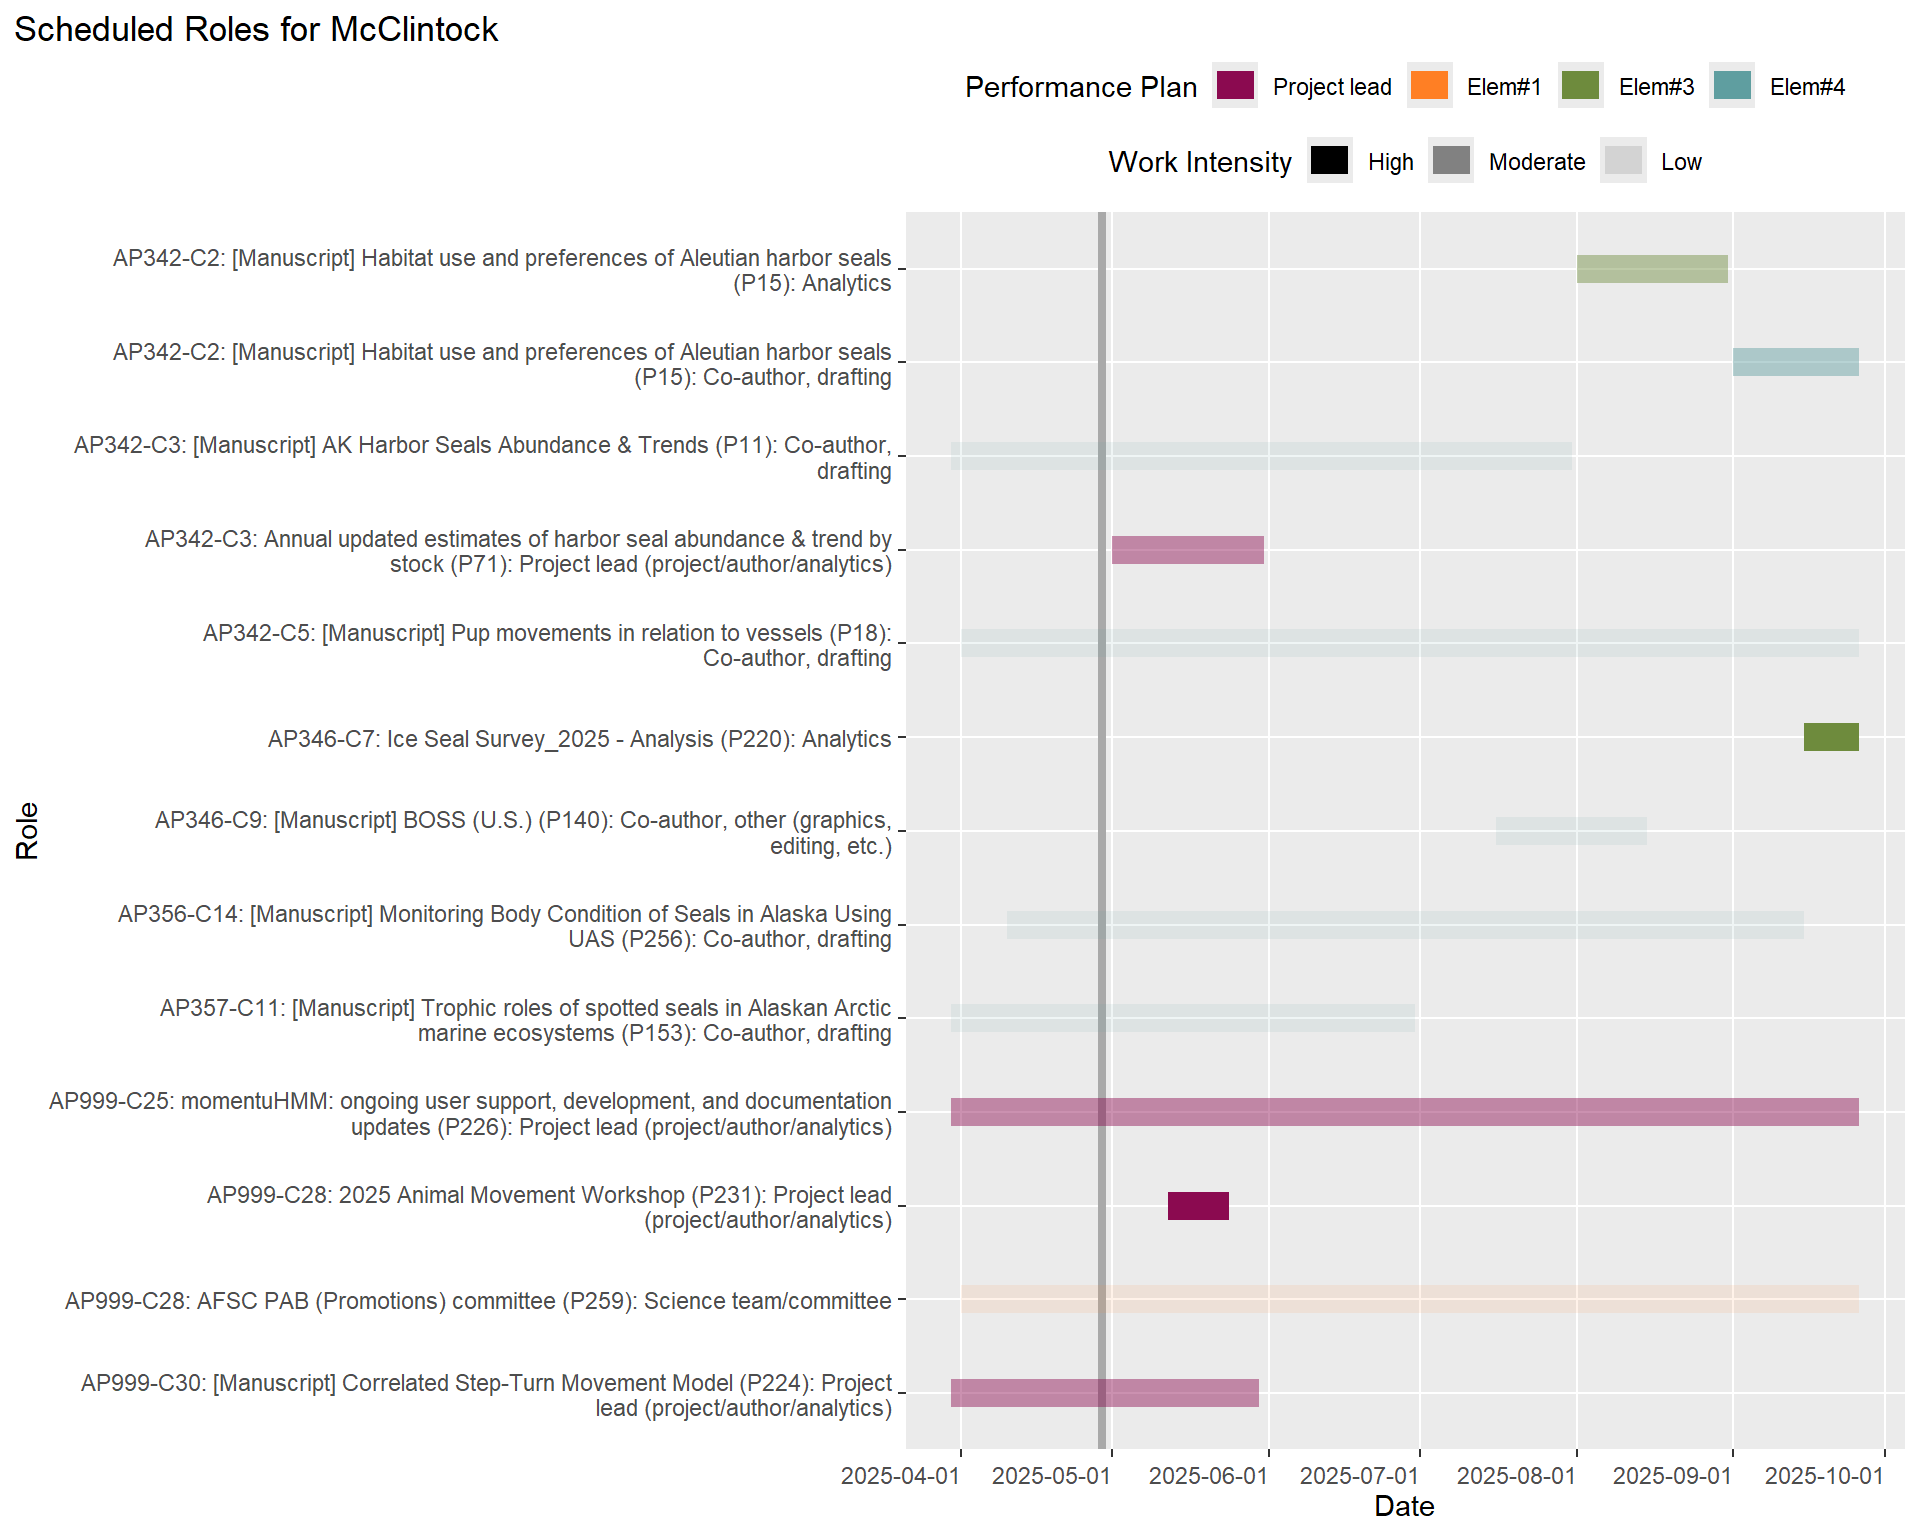 Scheduled Roles for McClintock
Performance Plan Project lead Elem#1 Elem#3 Elem#4
Work Intensity High Moderate Low
AP342-C2: [Manuscript] Habitat use and preferences of Aleutian harbor seals
(P15): Analytics
AP342-C2: [Manuscript] Habitat use and preferences of Aleutian harbor seals
(P15): Co-author, drafting
AP342-C3: [Manuscript] AK Harbor Seals Abundance & Trends (P11): Co-author,
drafting
AP342-C3: Annual updated estimates of harbor seal abundance & trend by
stock (P71): Project lead (project/author/analytics)
AP342-C5: [Manuscript] Pup movements in relation to vessels (P18):
Co-author, drafting
AP346-C7: Ice Seal Survey_2025 - Analysis (P220): Analytics
AP346-C9: [Manuscript] BOSS (U.S.) (P140): Co-author, other (graphics,
editing, etc.)
AP356-C14: [Manuscript] Monitoring Body Condition of Seals in Alaska Using
UAS (P256): Co-author, drafting
AP357-C11: [Manuscript] Trophic roles of spotted seals in Alaskan Arctic
marine ecosystems (P153): Co-author, drafting
AP999-C25: momentuHMM: ongoing user support, development, and documentation
updates (P226): Project lead (project/author/analytics)
AP999-C28: 2025 Animal Movement Workshop (P231): Project lead
(project/author/analytics)
AP999-C28: AFSC PAB (Promotions) committee (P259): Science team/committee
AP999-C30: [Manuscript] Correlated Step-Turn Movement Model (P224): Project
lead (project/author/analytics)
Role
2025-04-01 2025-05-01 2025-06-01 2025-07-01 2025-08-01 2025-09-01 2025-10-01
Date